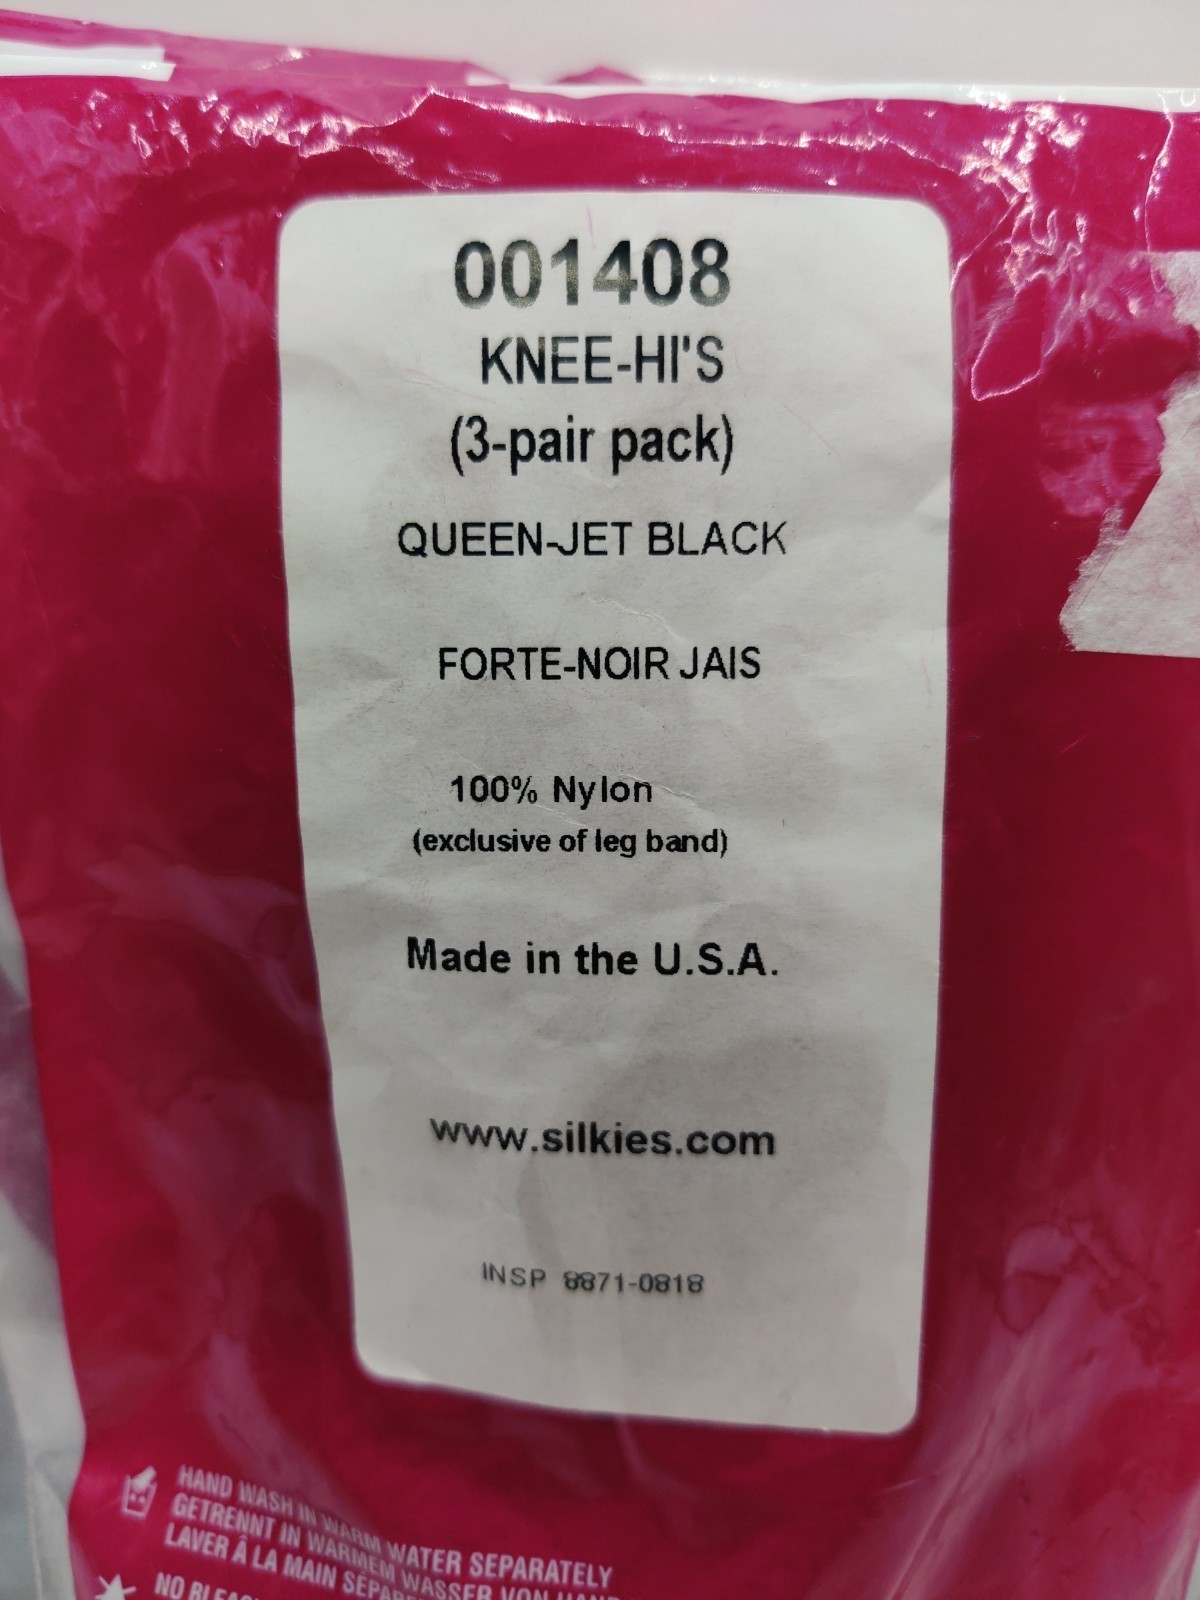 001408
KNEE-HI'S
(3-pair pack)
QUEEN-JET BLACK
FORTE-NOIR JAIS
100% Nylon
(exclusive of leg band)
Made in the U.S.A.
www.silkies.com
INSP 8871-0818
HAND WASH IN WARM WATER SEPARATELY
GETRENNT IN WARMEM WASSER VON
LAVER À LA MAIN
NO